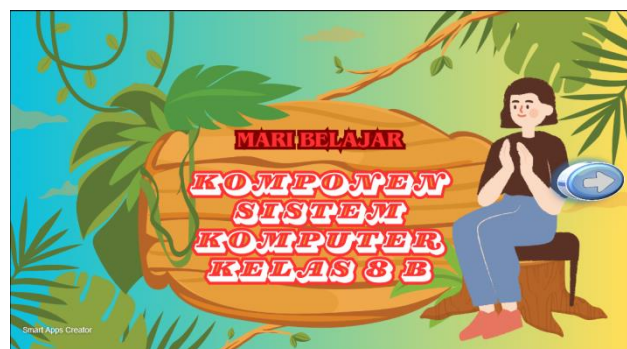 MARI BELAJAR
KOMPONEN
SISTEM
KOMPUTER
KELAS 8 B
Smart Apps Creator